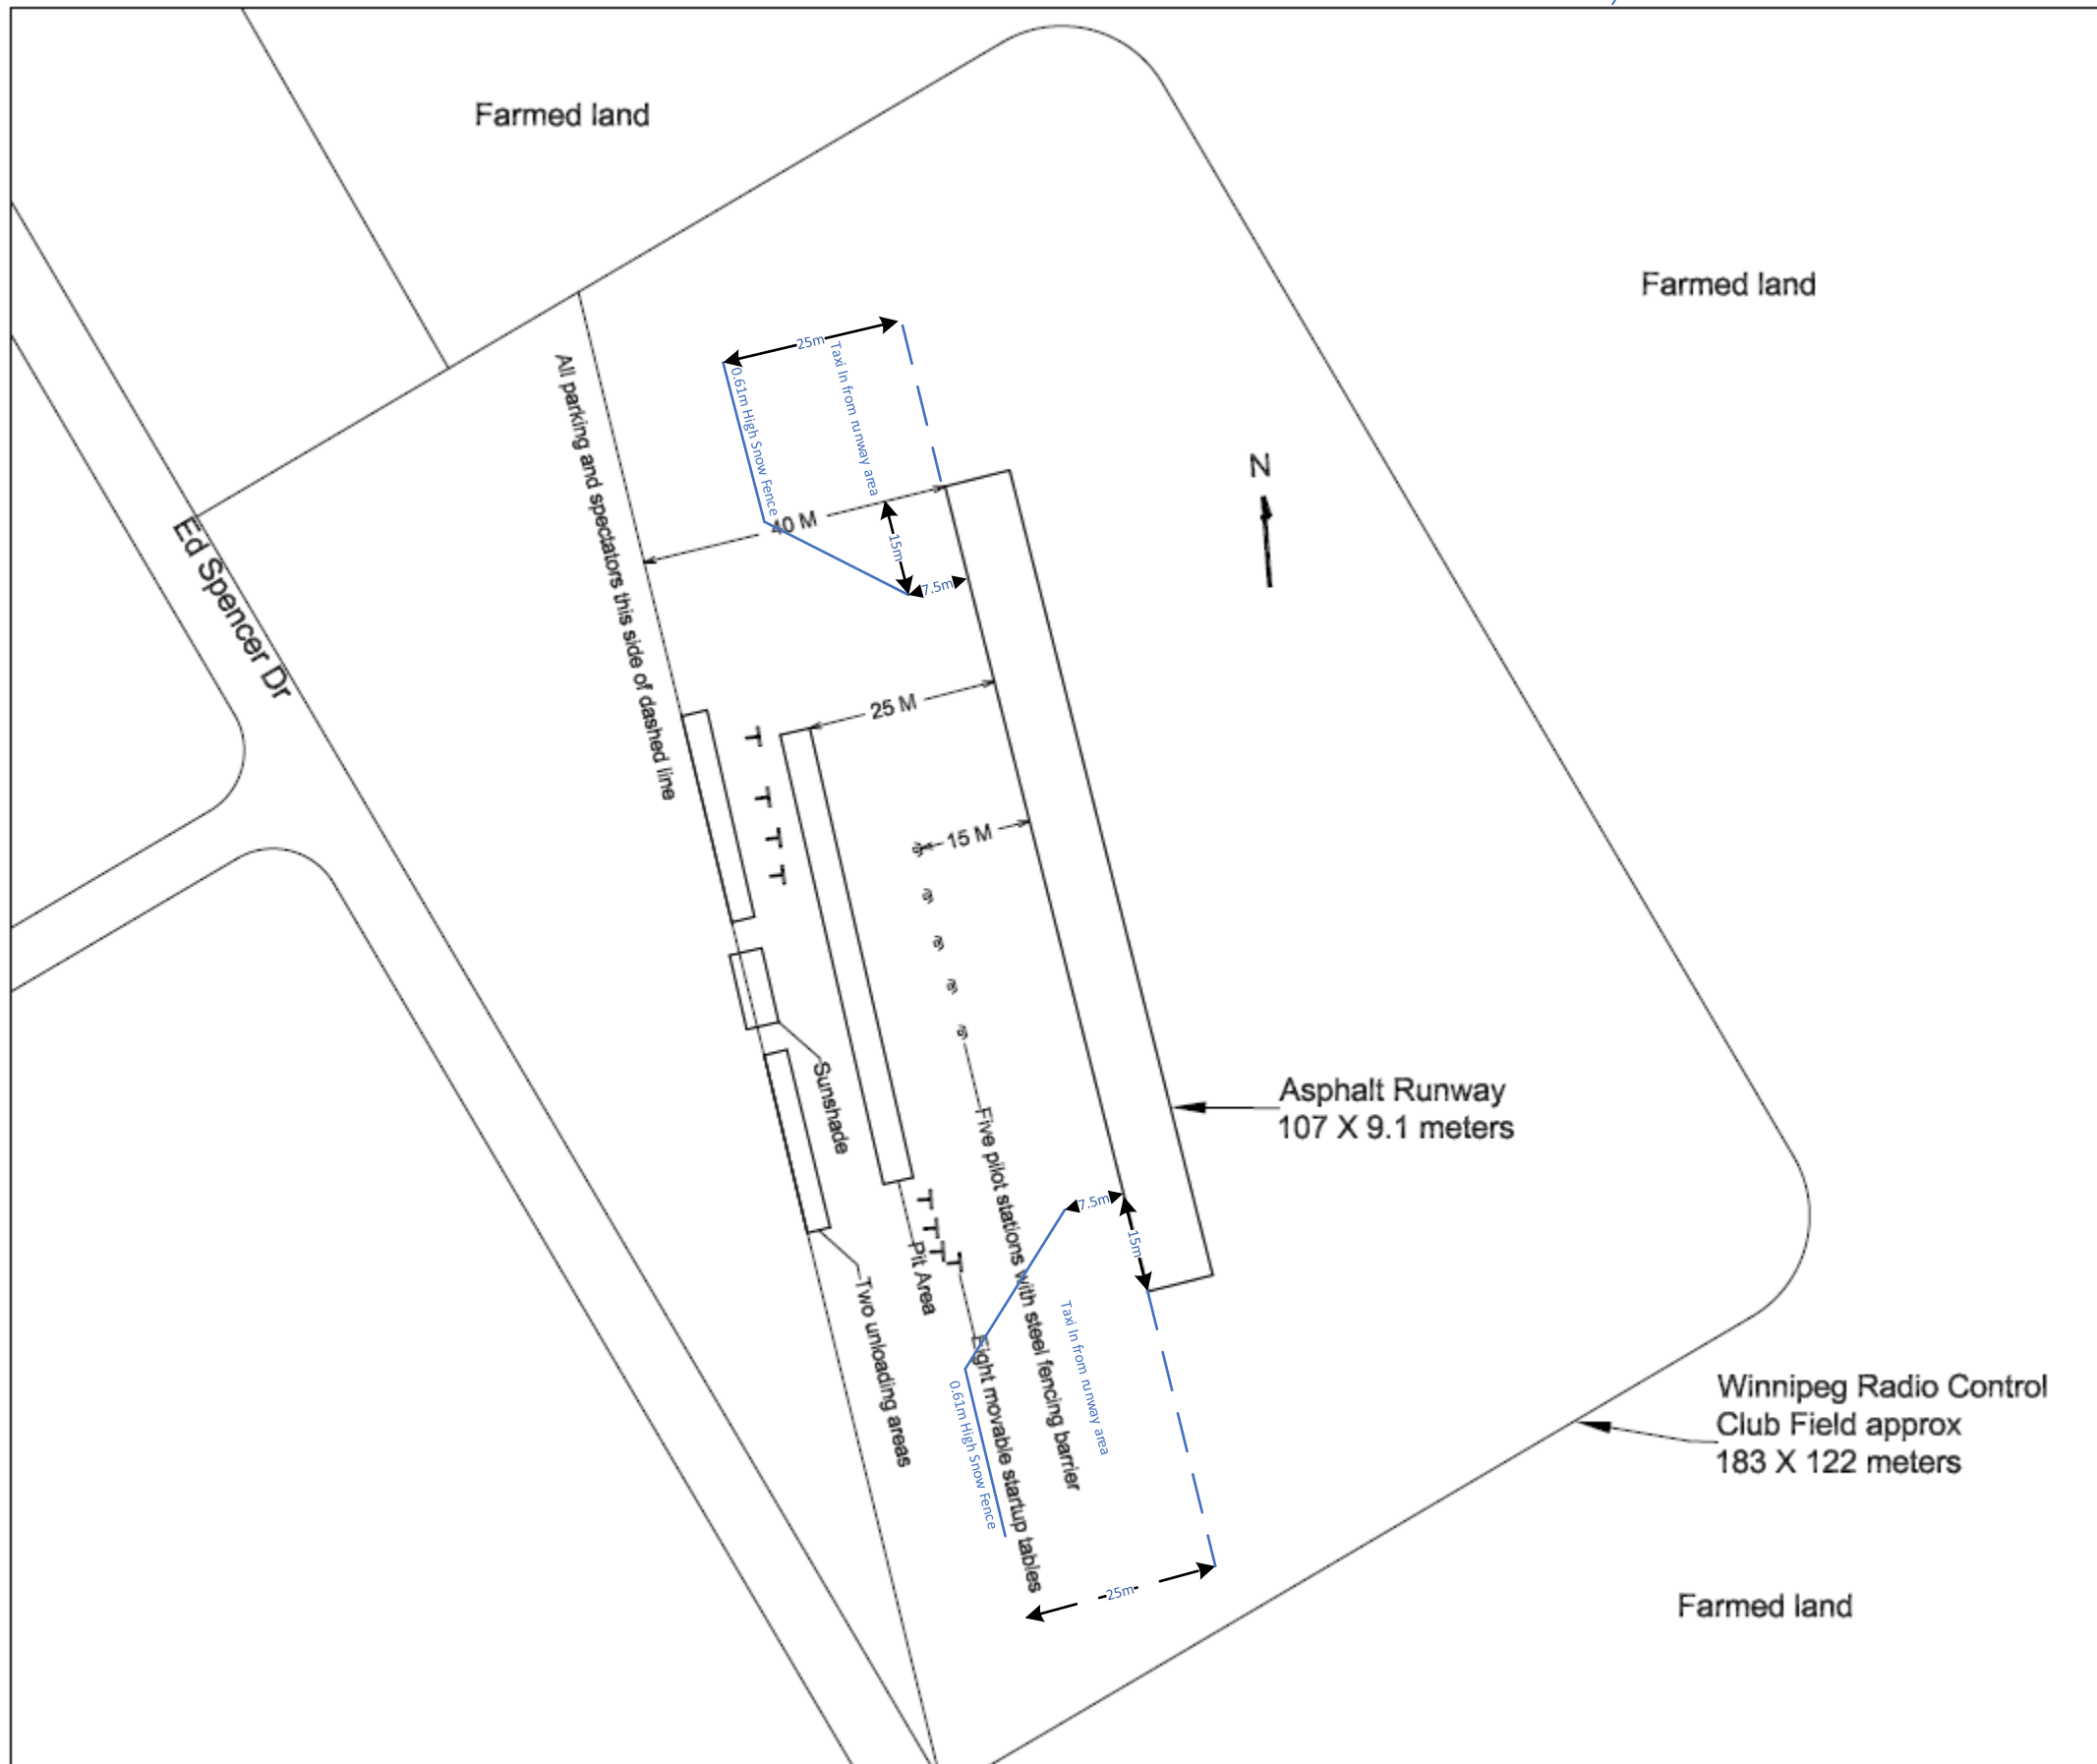 Farmed land
Farmed land
25m
Taxi In from runway area
0.61m High Snow Fence
All parking and spectators this side of dashed line
N
40 M
15m
7.5m
Ed Spencer Dr
25 M
T
T
T
T
15 M
Sunshade
Asphalt Runway
107 X 9.1 meters
Five pilot stations with steel fencing barrier
7.5m
15m
T
T
T
T
Pit Area
Two unloading areas
Eight movable startup tables
Taxi In from runway area
0.61m High Snow Fence
Winnipeg Radio Control
Club Field approx
183 X 122 meters
25m
Farmed land